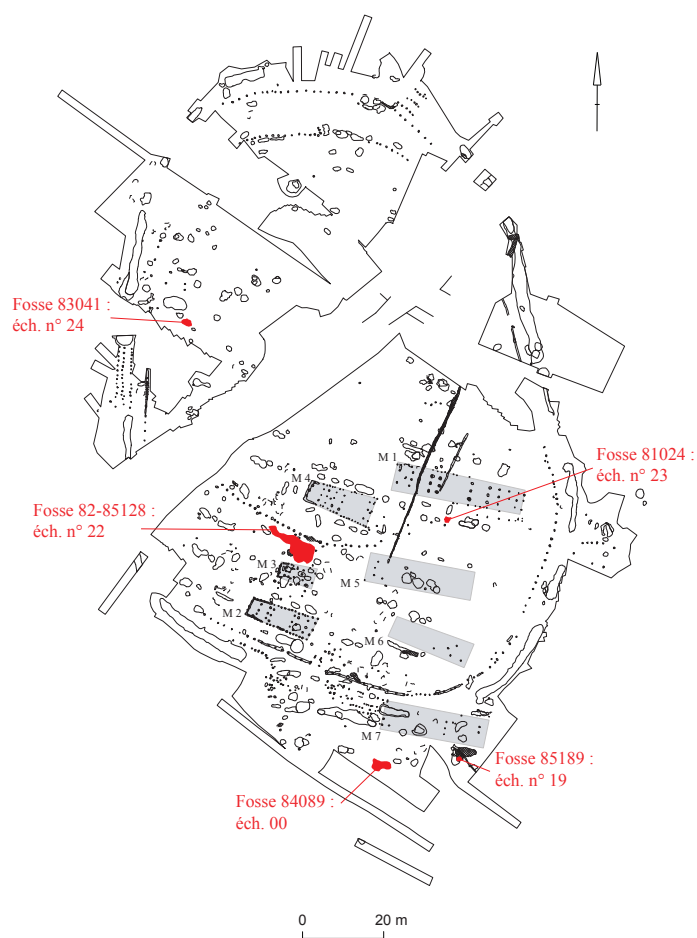 Fosse 83041 :
éch. n° 24
M 1
Fosse 81024 :
éch. n° 23
M 4
Fosse 82-85128 :
éch. n° 22
M 3
M 5
M 2
M 6
M 7
Fosse 85189 :
éch. n° 19
Fosse 84089 :
éch. 00
0 20 m